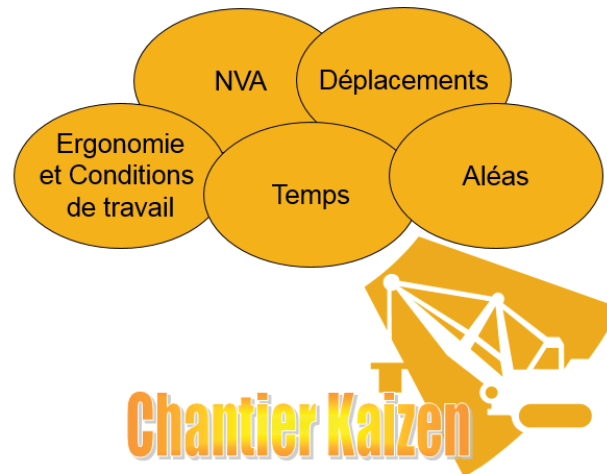 NVA
Déplacements
Ergonomie
et Conditions
de travail
Temps
Aléas
Chantier Kaizen